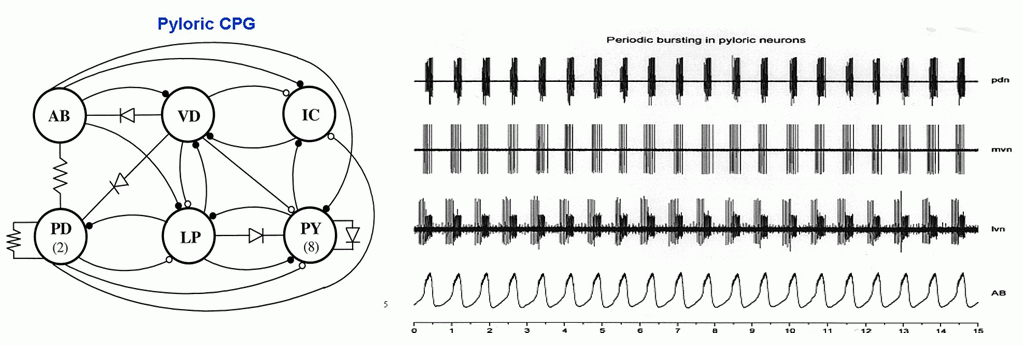 Pyloric CPG
AB
VD
IC
PD
(2)
LP
PY
(8)
5
Periodic bursting in pyloric neurons
pdn
mvn
lvn
AB
0 1 2 3 4 5 6 7 8 9 10 11 12 13 14 15